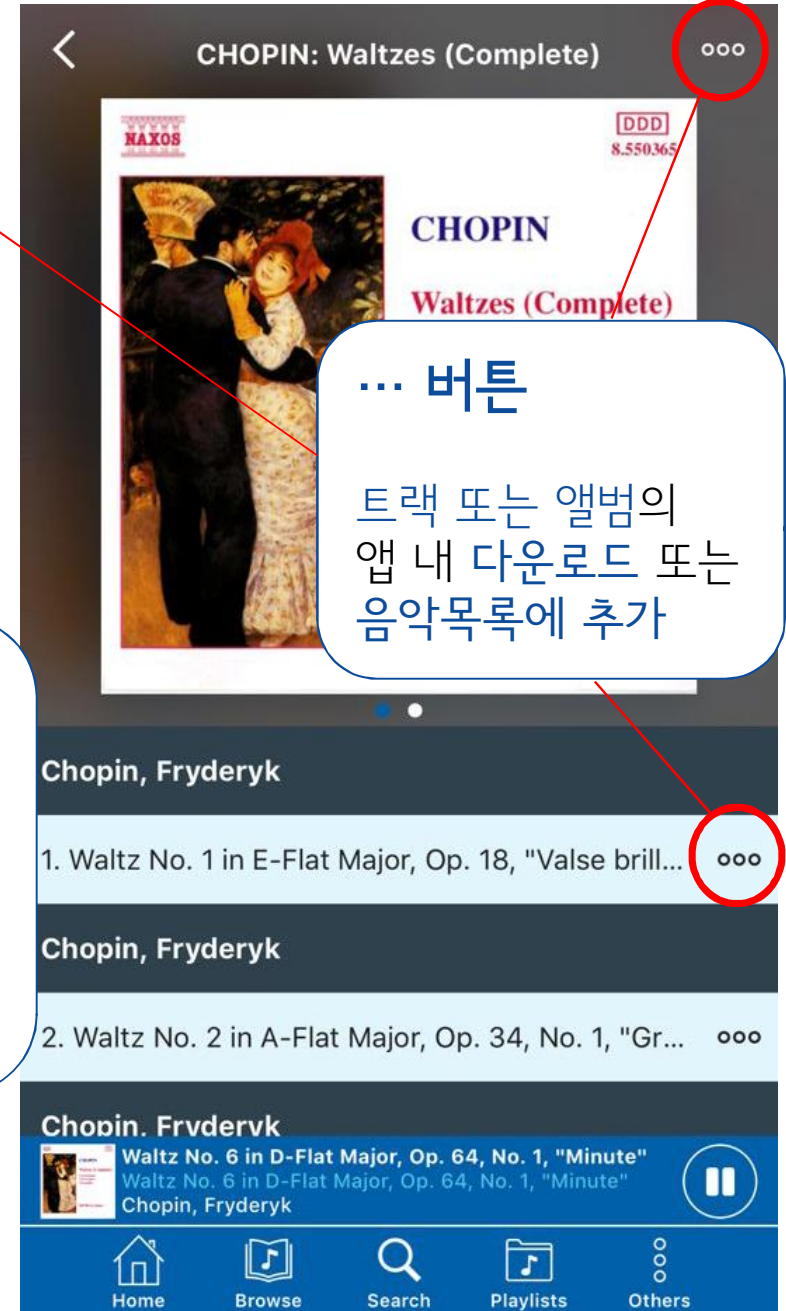 CHOPIN: Waltzes (Complete)
NAXOS
DDD
8.550365
CHOPIN
Waltzes (Complete)
… 버튼
트랙 또는 앨범의
앱 내 다운로드 또는
음악목록에 추가
Chopin, Fryderyk
1. Waltz No. 1 in E-Flat Major, Op. 18, "Valse brill...
Chopin, Fryderyk
2. Waltz No. 2 in A-Flat Major, Op. 34, No. 1, "Gr...
Chopin, Fryderyk
Waltz No. 6 in D-Flat Major, Op. 64, No. 1, "Minute"
Waltz No. 6 in D-Flat Major, Op. 64, No. 1, "Minute"
Chopin, Fryderyk
Home Browse Search Playlists Others